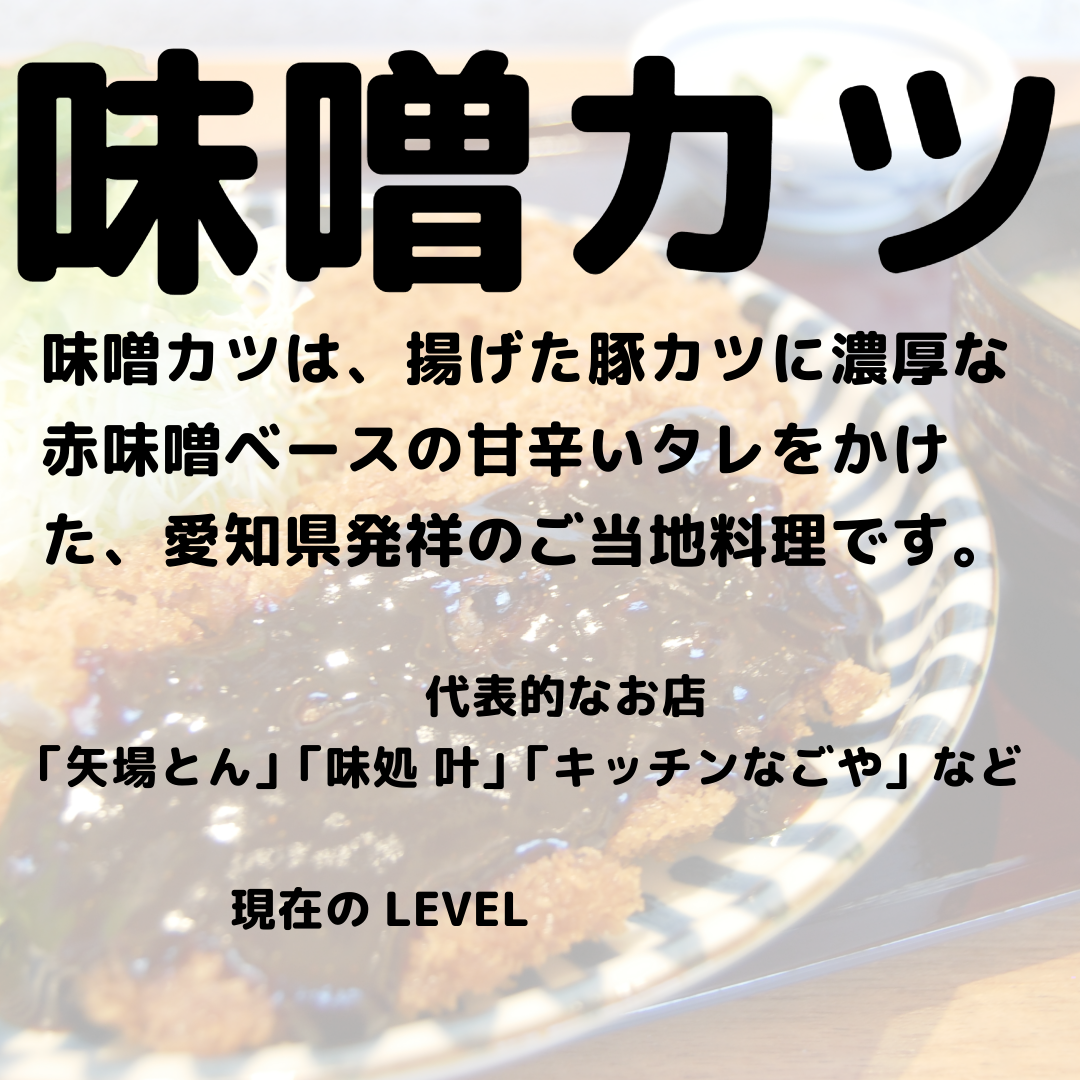 味噌カツ
味噌カツは、揚げた豚カツに濃厚な
赤味噌ベースの甘辛いタレをかけ
た、愛知県発祥のご当地料理です。
代表的なお店
「矢場とん」「味処 叶」「キッチンなごや」など
現在の LEVEL